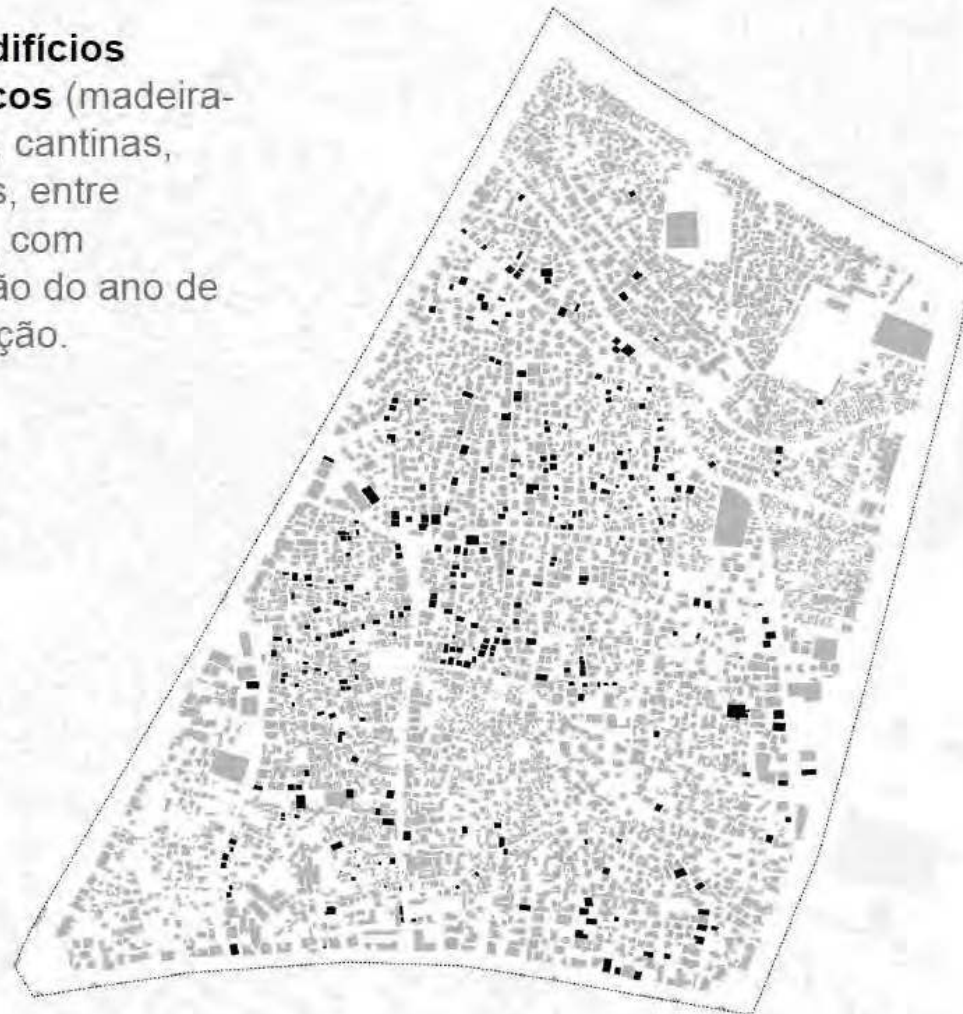 difícios
cos (madeira-
cantinas,
s, entre
com
ão do ano de
ção.